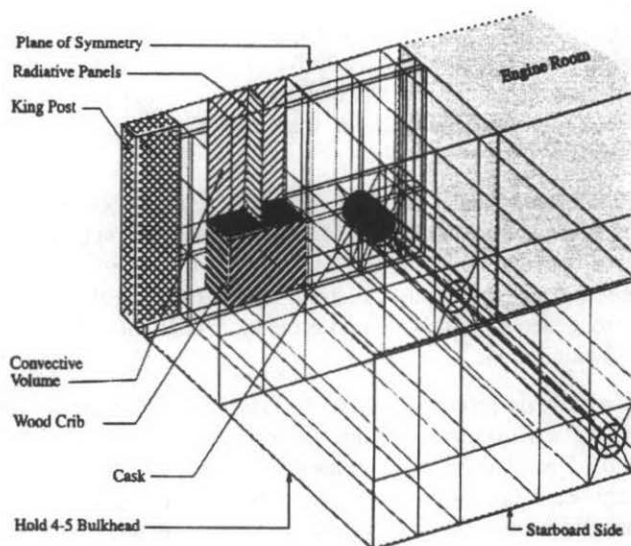 Plane of Symmetry
Radiative Panels
King Post
Engine Room
Convective
Volume
Wood Crib
Cask
Hold 4-5 Bulkhead
Starboard Side